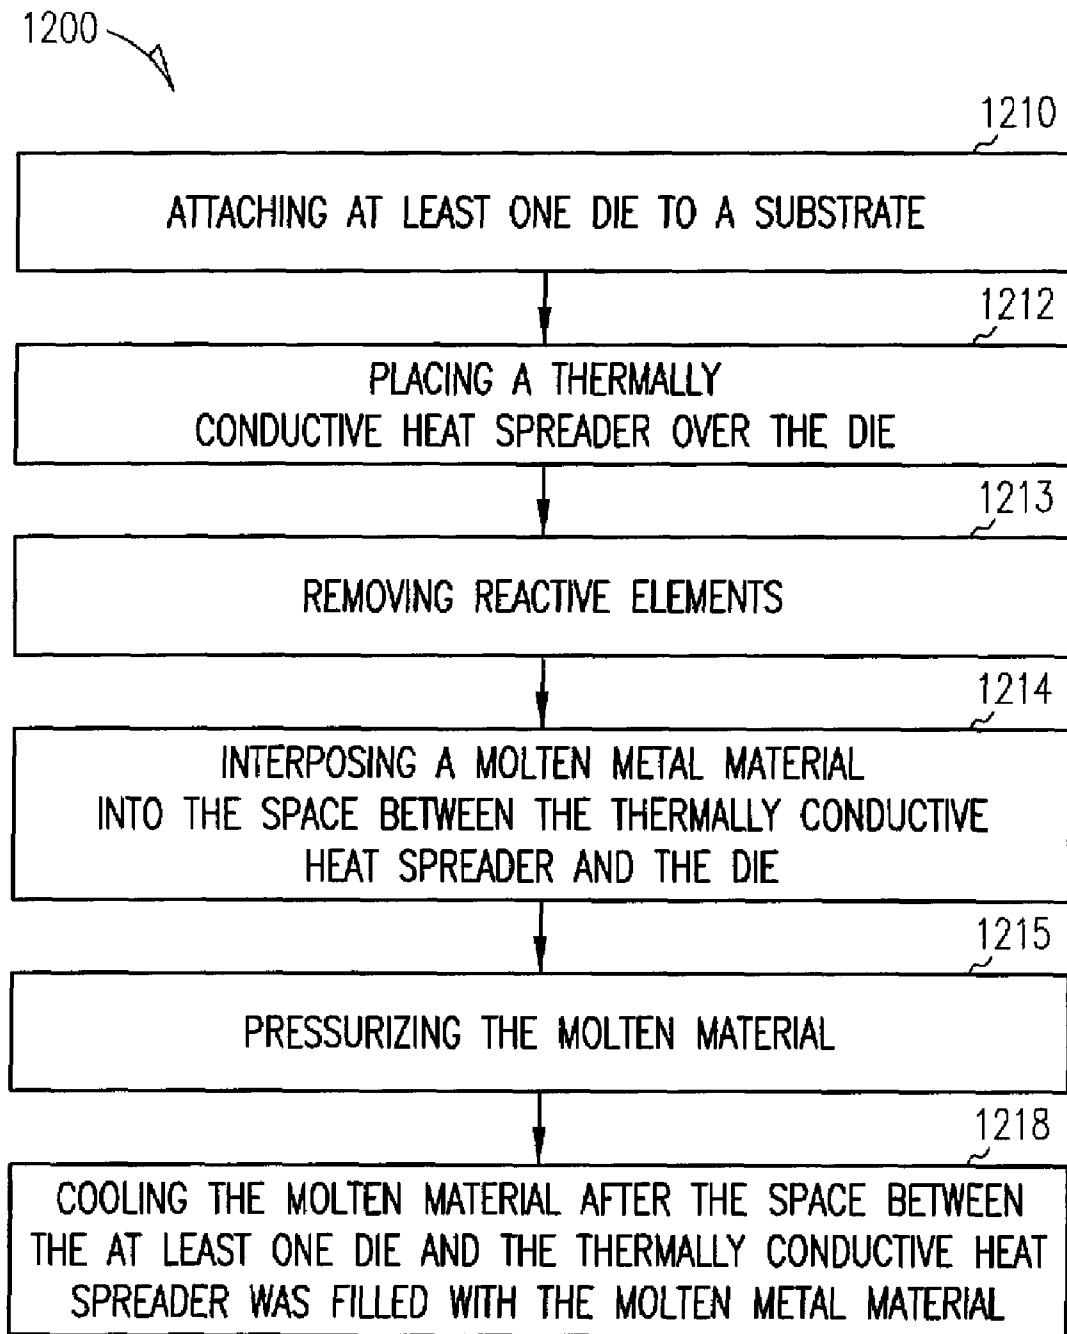 1200
1210
ATTACHING AT LEAST ONE DIE TO A SUBSTRATE
1212
PLACING A THERMALLY
CONDUCTIVE HEAT SPREADER OVER THE DIE
1213
REMOVING REACTIVE ELEMENTS
1214
INTERPOSING A MOLTEN METAL MATERIAL
INTO THE SPACE BETWEEN THE THERMALLY CONDUCTIVE
HEAT SPREADER AND THE DIE
1215
PRESSURIZING THE MOLTEN MATERIAL
1218
COOLING THE MOLTEN MATERIAL AFTER THE SPACE BETWEEN
THE AT LEAST ONE DIE AND THE THERMALLY CONDUCTIVE HEAT
SPREADER WAS FILLED WITH THE MOLTEN METAL MATERIAL